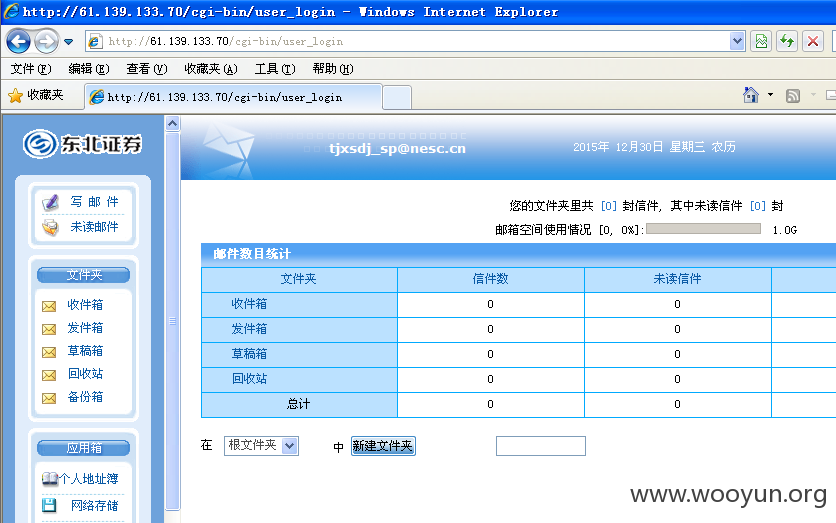 http://61.139.133.70/cgi-bin/user_login - Windows Internet Explorer
http://61.139.133.70/cgi-bin/user_login
文件(F) 编辑(E) 查看(V) 收藏夹(A) 工具(T) 帮助(H)
收藏夹 http://61.139.133.70/cgi-bin/user_login
东北证券
tjxsdj_sp@nesc.cn 2015年 12月30日 星期三 农历
写 邮 件
未读邮件
文件夹
收件箱
发件箱
草稿箱
回收站
备份箱
应用箱
个人地址簿
网络存储
您的文件夹里共 [0] 封信件, 其中未读信件 [0] 封
邮箱空间使用情况 [0, 0%]: 1.0G
邮件数目统计
文件夹 信件数 未读信件
收件箱 0 0
发件箱 0 0
草稿箱 0 0
回收站 0 0
总计 0 0
在 根文件夹 中 新建文件夹
www.wooyun.org